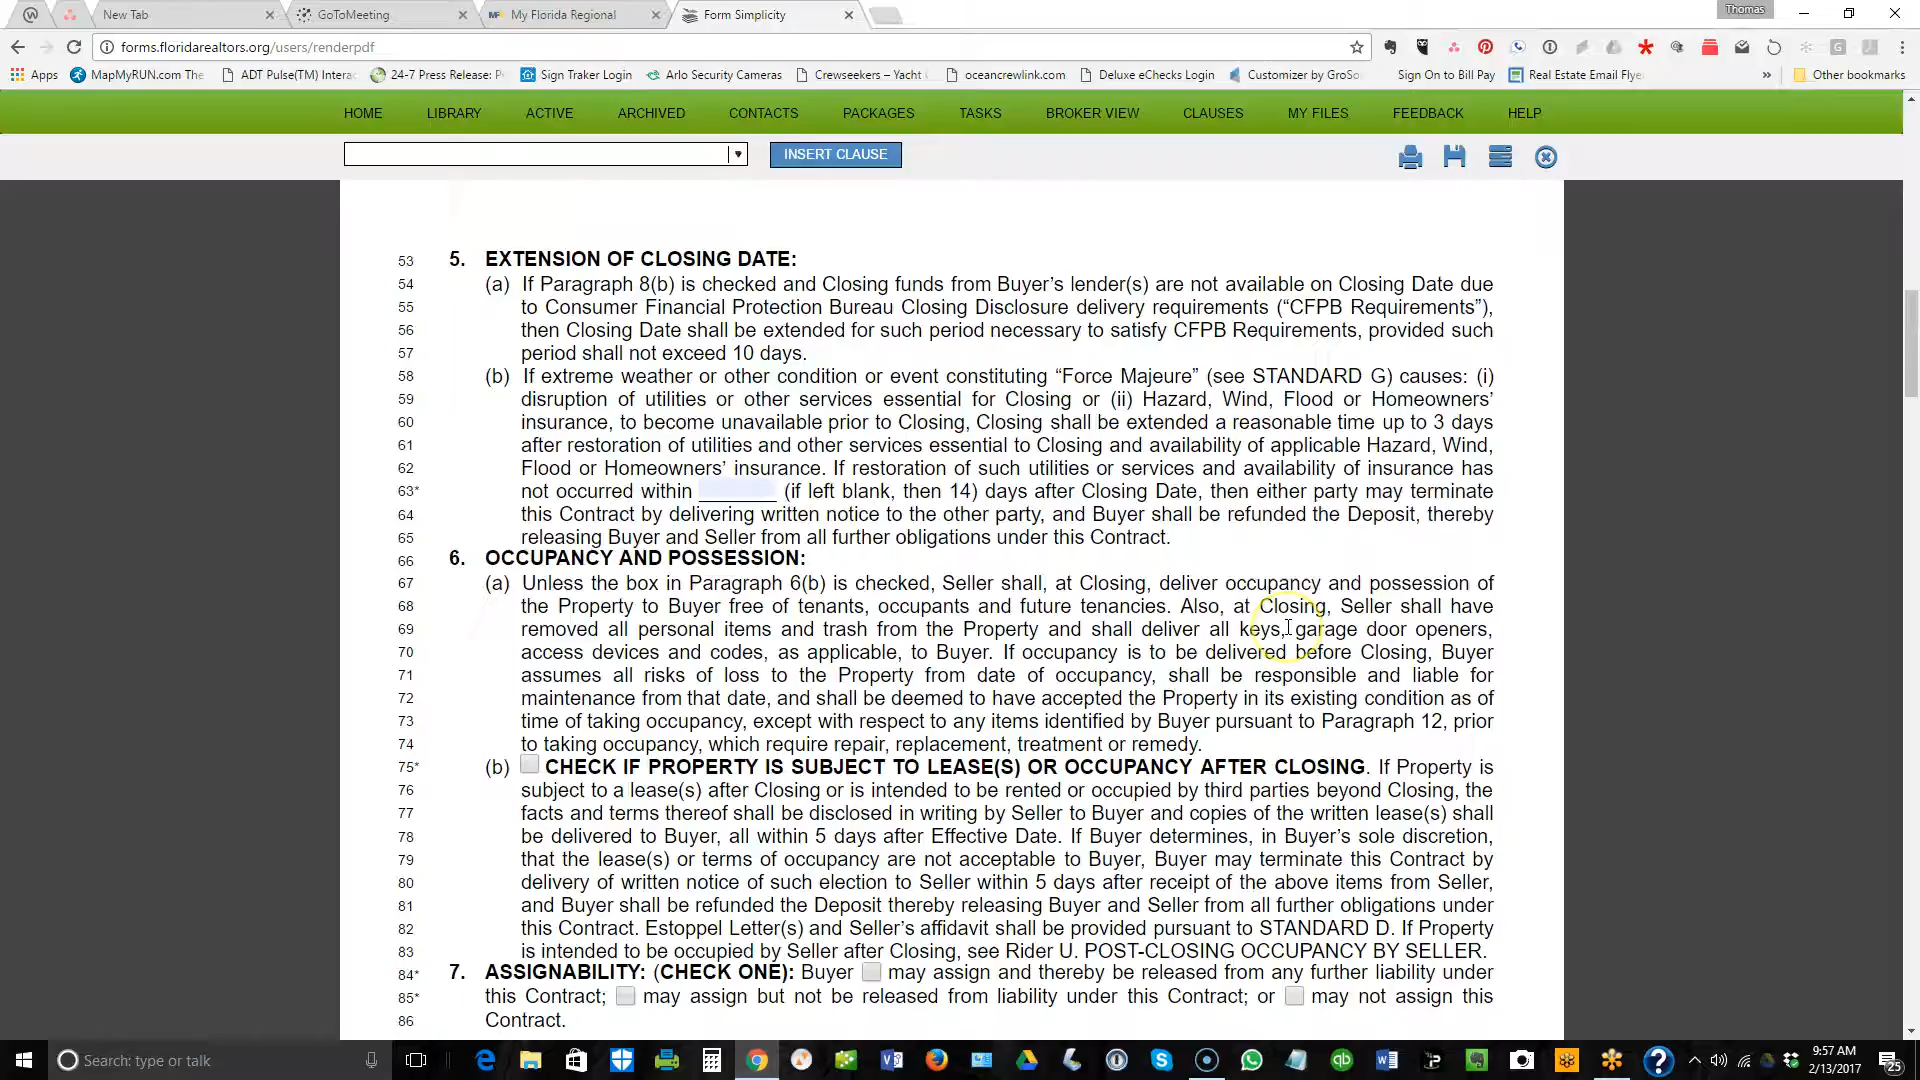 New Tab
GoToMeeting
My Florida Regional
Form Simplicity
Thomas
forms.floridarealtors.org/users/renderpdf
Apps
MapMyRUN.com The
ADT Pulse(TM) Intera
24-7 Press Release: P
Sign Traker Login
Arlo Security Cameras
Crewseekers – Yacht
oceancrewlink.com
Deluxe eChecks Login
Customizer by GroSo
Sign On to Bill Pay
Real Estate Email Flye
»
Other bookmarks
HOME
LIBRARY
ACTIVE
ARCHIVED
CONTACTS
PACKAGES
TASKS
BROKER VIEW
CLAUSES
MY FILES
FEEDBACK
HELP
INSERT CLAUSE
53 5. EXTENSION OF CLOSING DATE:
54 (a) If Paragraph 8(b) is checked and Closing funds from Buyer’s lender(s) are not available on Closing Date due
55 to Consumer Financial Protection Bureau Closing Disclosure delivery requirements (“CFPB Requirements”),
56 then Closing Date shall be extended for such period necessary to satisfy CFPB Requirements, provided such
57 period shall not exceed 10 days.
58 (b) If extreme weather or other condition or event constituting “Force Majeure” (see STANDARD G) causes: (i)
59 disruption of utilities or other services essential for Closing or (ii) Hazard, Wind, Flood or Homeowners’
60 insurance, to become unavailable prior to Closing, Closing shall be extended a reasonable time up to 3 days
61 after restoration of utilities and other services essential to Closing and availability of applicable Hazard, Wind,
62 Flood or Homeowners’ insurance. If restoration of such utilities or services and availability of insurance has
63* not occurred within (if left blank, then 14) days after Closing Date, then either party may terminate
64 this Contract by delivering written notice to the other party, and Buyer shall be refunded the Deposit, thereby
65 releasing Buyer and Seller from all further obligations under this Contract.
66 6. OCCUPANCY AND POSSESSION:
67 (a) Unless the box in Paragraph 6(b) is checked, Seller shall, at Closing, deliver occupancy and possession of
68 the Property to Buyer free of tenants, occupants and future tenancies. Also, at Closing, Seller shall have
69 removed all personal items and trash from the Property and shall deliver all keys, garage door openers,
70 access devices and codes, as applicable, to Buyer. If occupancy is to be delivered before Closing, Buyer
71 assumes all risks of loss to the Property from date of occupancy, shall be responsible and liable for
72 maintenance from that date, and shall be deemed to have accepted the Property in its existing condition as of
73 time of taking occupancy, except with respect to any items identified by Buyer pursuant to Paragraph 12, prior
74 to taking occupancy, which require repair, replacement, treatment or remedy.
75* (b) CHECK IF PROPERTY IS SUBJECT TO LEASE(S) OR OCCUPANCY AFTER CLOSING. If Property is
76 subject to a lease(s) after Closing or is intended to be rented or occupied by third parties beyond Closing, the
77 facts and terms thereof shall be disclosed in writing by Seller to Buyer and copies of the written lease(s) shall
78 be delivered to Buyer, all within 5 days after Effective Date. If Buyer determines, in Buyer’s sole discretion,
79 that the lease(s) or terms of occupancy are not acceptable to Buyer, Buyer may terminate this Contract by
80 delivery of written notice of such election to Seller within 5 days after receipt of the above items from Seller,
81 and Buyer shall be refunded the Deposit thereby releasing Buyer and Seller from all further obligations under
82 this Contract. Estoppel Letter(s) and Seller’s affidavit shall be provided pursuant to STANDARD D. If Property
83 is intended to be occupied by Seller after Closing, see Rider U. POST-CLOSING OCCUPANCY BY SELLER.
84* 7. ASSIGNABILITY: (CHECK ONE): Buyer may assign and thereby be released from any further liability under
85* this Contract; may assign but not be released from liability under this Contract; or may not assign this
86 Contract.
Search: type or talk
9:57 AM
2/13/2017
25